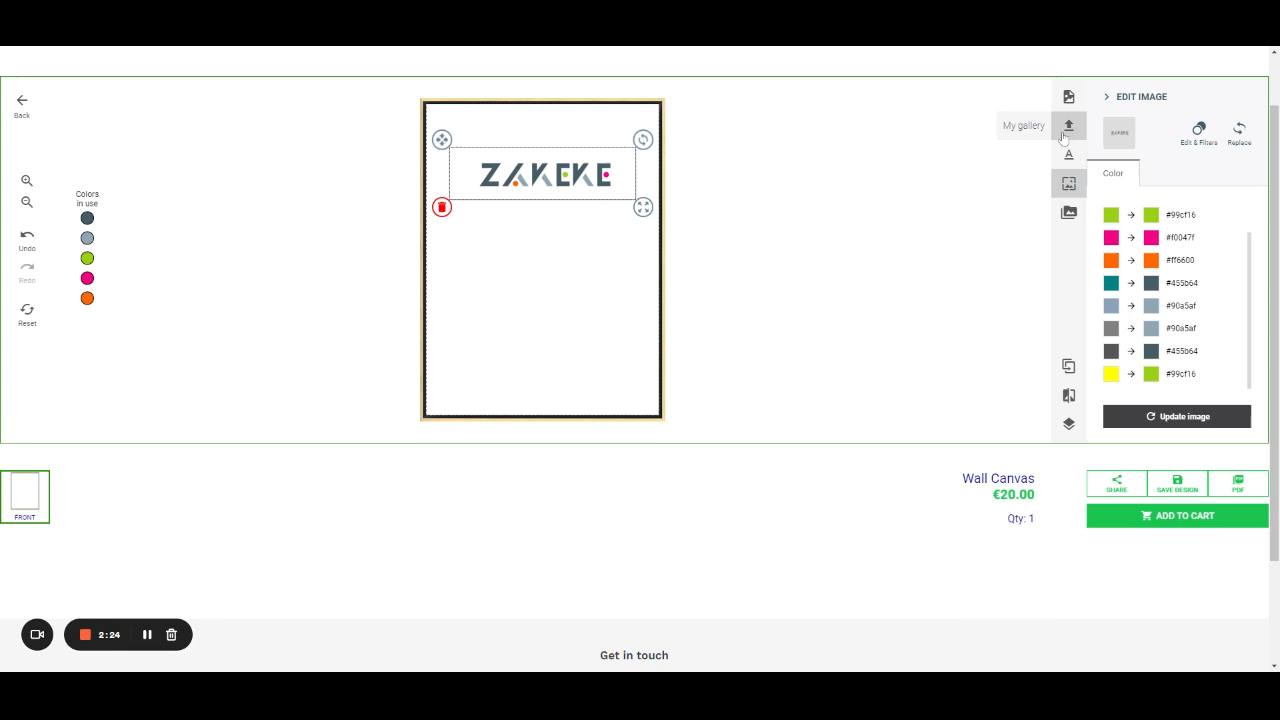 Back
Undo
Redo
Reset
Colors
in use
ZAKEKE
My gallery
EDIT IMAGE
ZAKEKE
Edit & Filters
Replace
Color
#99cf16
#f0047f
#ff6600
#455b64
#90a5af
#90a5af
#455b64
#99cf16
Update image
FRONT
Wall Canvas
€20.00
Qty: 1
SHARE
SAVE DESIGN
PDF
ADD TO CART
2:24
Get in touch